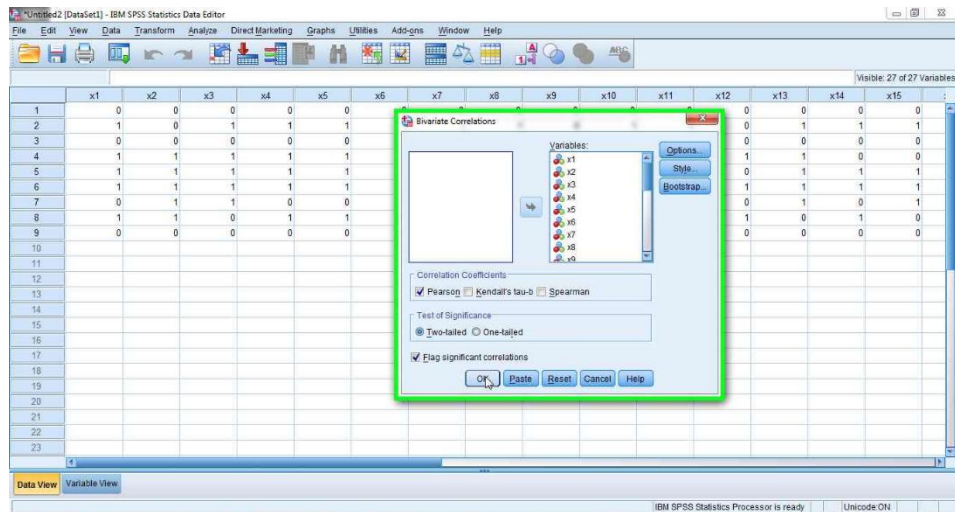 *Untitled2 [DataSet1] - IBM SPSS Statistics Data Editor
File Edit View Data Transform Analyze Direct Marketing Graphs Utilities Add-ons Window Help
Visible: 27 of 27 Variables
x1 x2 x3 x4 x5 x6 x7 x8 x9 x10 x11 x12 x13 x14 x15
1 0 0 0 0 0 0 0 0 0
2 1 0 1 1 1 0 1 1 1
3 0 0 0 0 0 0 0 0 0
4 1 1 1 1 1 1 1 0 0
5 1 1 1 1 1 0 1 1 1
6 1 1 1 1 1 1 1 1 1
7 0 1 1 0 0 0 1 0 1
8 1 1 0 1 1 1 0 1 0
9 0 0 0 0 0 0 0 0 0
10
11
12
13
14
15
16
17
18
19
20
21
22
23
Bivariate Correlations
Variables:
x1
x2
x3
x4
x5
x6
x7
x8
x9
Options...
Style...
Bootstrap...
Correlation Coefficients
Pearson Kendall's tau-b Spearman
Test of Significance
Two-tailed One-tailed
Flag significant correlations
OK Paste Reset Cancel Help
Data View Variable View
IBM SPSS Statistics Processor is ready Unicode:ON